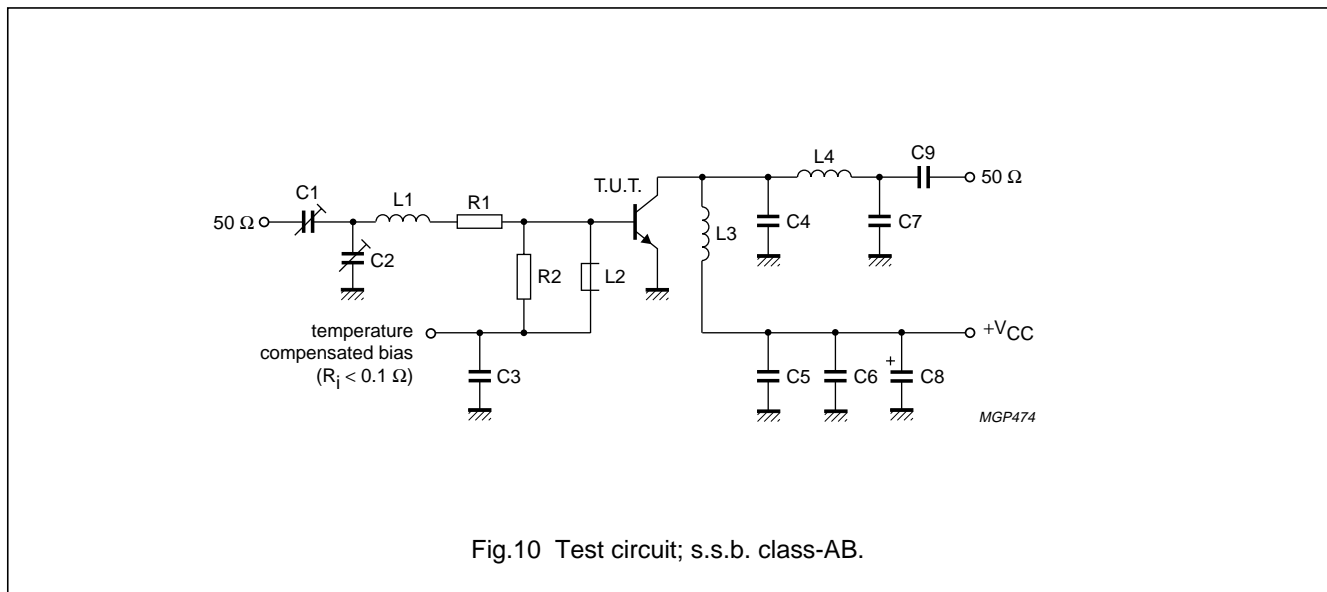 T.U.T.
L4
C9
50 Ω
C1
L1
R1
50 Ω
C2
R2
L2
L3
C4
C7
temperature
compensated bias
(Ri < 0.1 Ω)
C3
+VCC
C5
C6
+
C8
MGP474
Fig.10 Test circuit; s.s.b. class-AB.